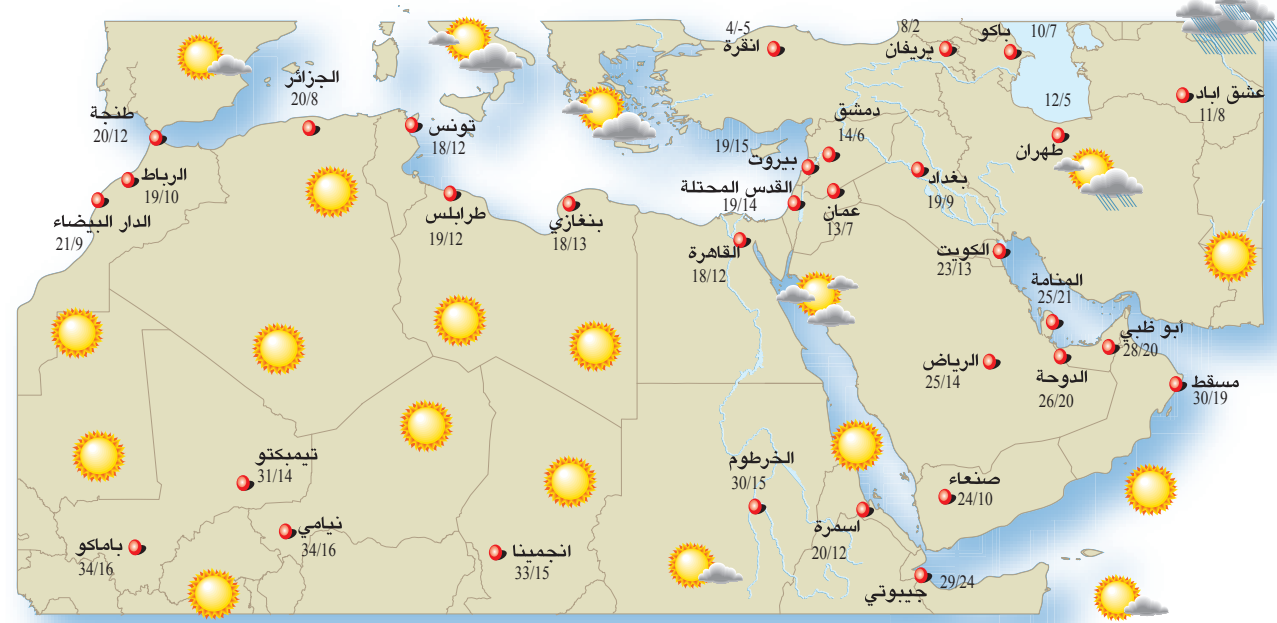 4/-5
انقرة
8/2
يريفان
باكو
10/7
عشق اباد
11/8
12/5
طهران
الجزائر
20/8
طنجة
20/12
تونس
18/12
دمشق
14/6
19/15
بيروت
بغداد
19/9
الرباط
19/10
الدار البيضاء
21/9
طرابلس
19/12
بنغازي
18/13
القدس المحتلة
19/14
عمان
13/7
القاهرة
18/12
الكويت
23/13
المنامة
25/21
ابو ظبي
28/20
الرياض
25/14
الدوحة
26/20
مسقط
30/19
تيمبكتو
31/14
الخرطوم
30/15
صنعاء
24/10
نيامي
34/16
باماكو
34/16
انجمينا
33/15
اسمرة
20/12
29/24
جيبوتي